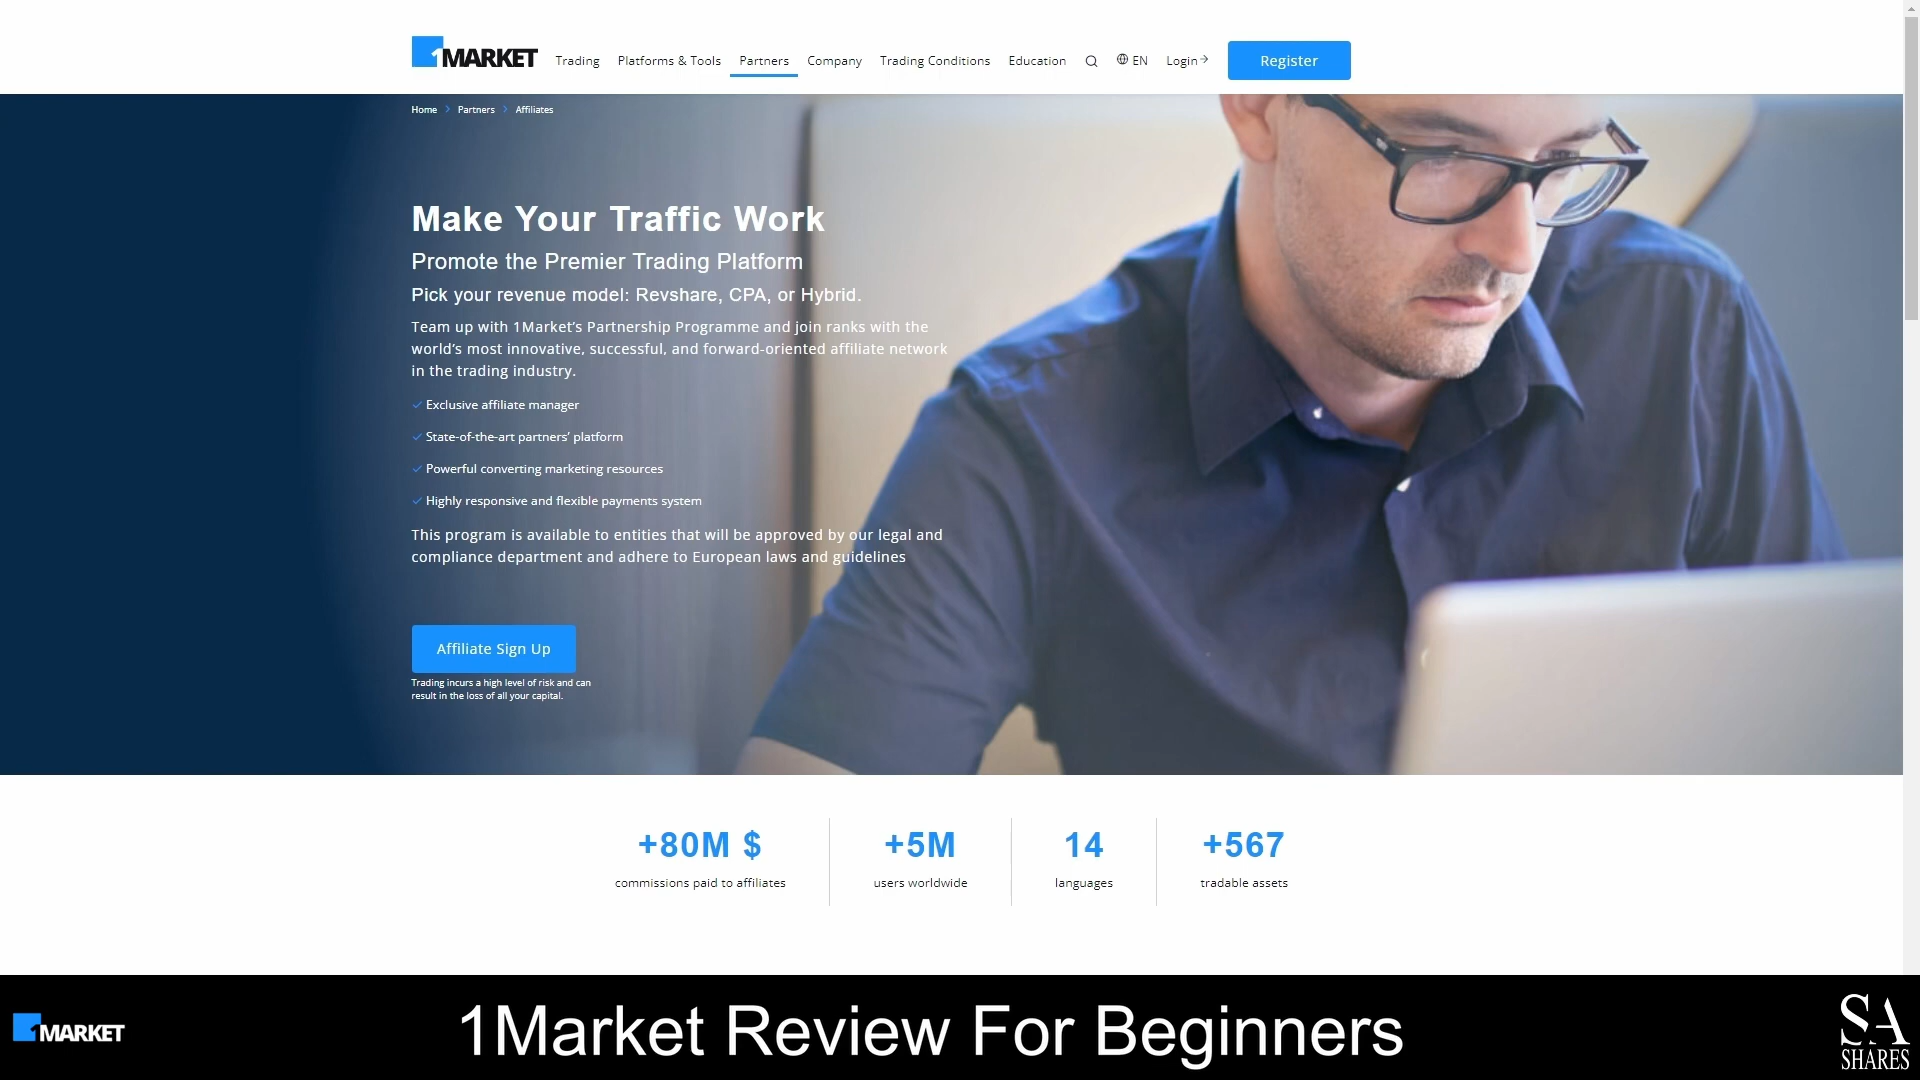 1MARKET
Trading Platforms & Tools Partners Company Trading Conditions Education EN Login Register
Home Partners Affiliates
Make Your Traffic Work
Promote the Premier Trading Platform
Pick your revenue model: Revshare, CPA, or Hybrid.
Team up with 1Market’s Partnership Programme and join ranks with the
world’s most innovative, successful, and forward-oriented affiliate network
in the trading industry.
Exclusive affiliate manager
State-of-the-art partners’ platform
Powerful converting marketing resources
Highly responsive and flexible payments system
This program is available to entities that will be approved by our legal and
compliance department and adhere to European laws and guidelines
Affiliate Sign Up
Trading incurs a high level of risk and can
result in the loss of all your capital.
+80M $ +5M 14 +567
commissions paid to affiliates users worldwide languages tradable assets
1MARKET
1Market Review For Beginners
SA
SHARES